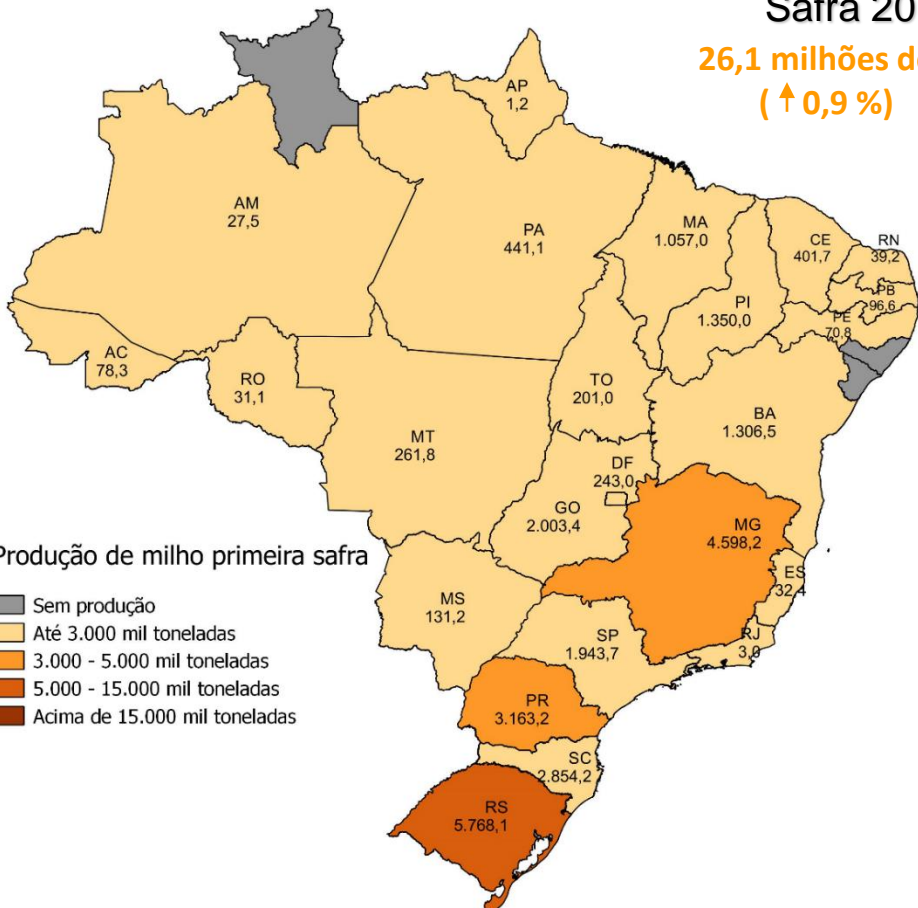 Safra 20
26,1 milhões d
( ↑ 0,9 %)
AP
1,2
AM
27,5
PA
441,1
MA
1.057,0
CE
401,7
RN
39,2
PB
96,6
PI
1.350,0
PE
70,8
AC
78,3
RO
31,1
TO
201,0
BA
1.306,5
MT
261,8
DF
243,0
GO
2.003,4
MG
4.598,2
ES
32,4
MS
131,2
SP
1.943,7
RJ
3,0
PR
3.163,2
SC
2.854,2
RS
5.768,1
Produção de milho primeira safra
Sem produção
Até 3.000 mil toneladas
3.000 - 5.000 mil toneladas
5.000 - 15.000 mil toneladas
Acima de 15.000 mil toneladas